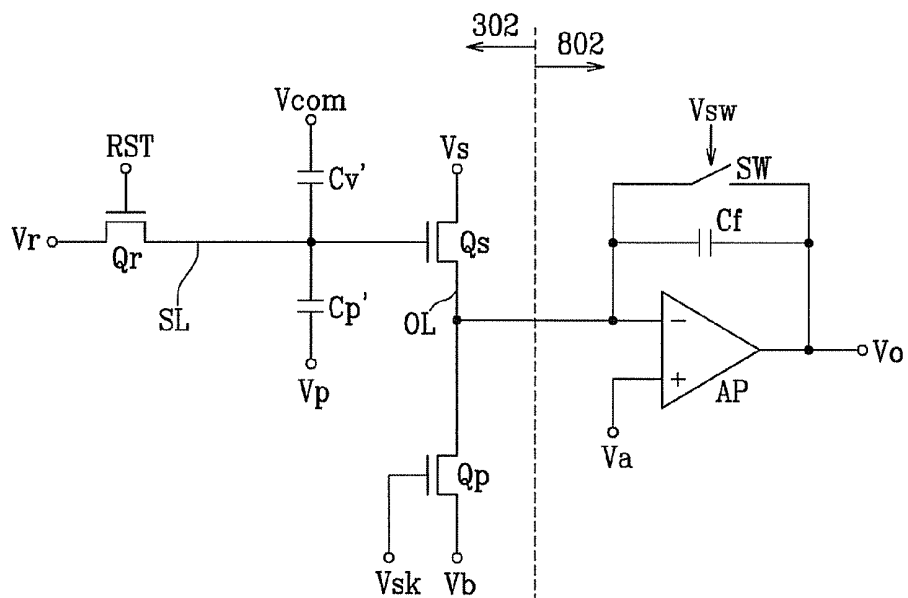 302
802
Vcom
Vsw
RST
Vs
SW
Cv'
Cf
Vr
Qr
Qs
SL
Cp'
OL
−
Vo
Vp
+
AP
Va
Qp
Vsk
Vb